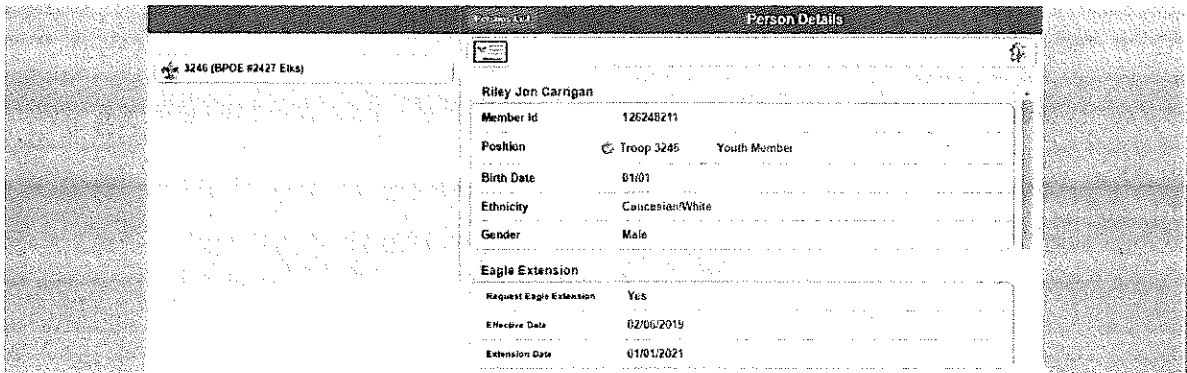 Person Details
3246 (BPOE #2427 Elks)
Riley Jon Carrigan
Member Id 126248211
Position Troop 3246 Youth Member
Birth Date 01/01
Ethnicity Caucasian/White
Gender Male
Eagle Extension
Request Eagle Extension Yes
Effective Date 02/06/2019
Extension Date 01/01/2021